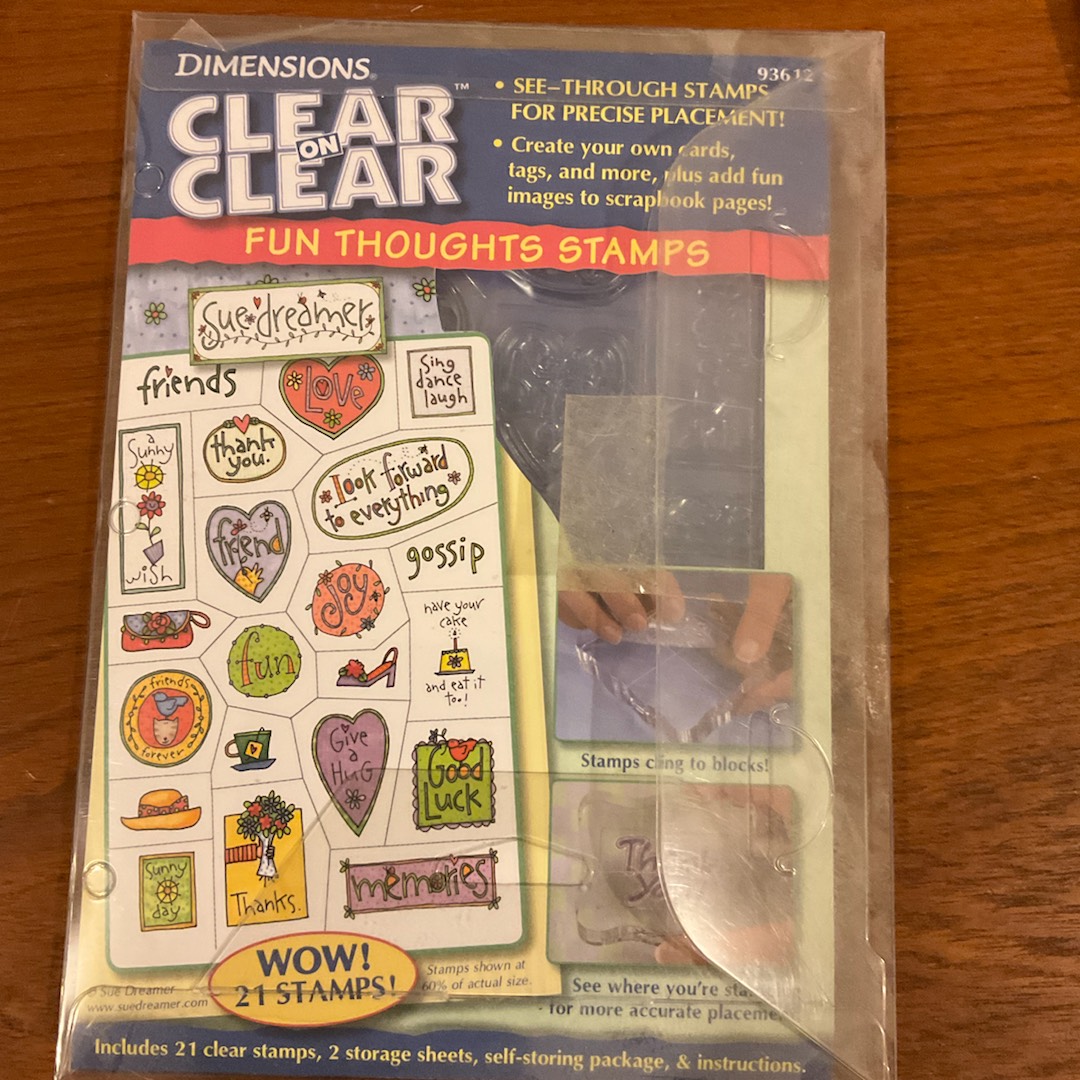 DIMENSIONS
93612
CLEAR
ON
CLEAR
™
• SEE-THROUGH STAMPS
FOR PRECISE PLACEMENT!
• Create your own cards,
tags, and more, plus add fun
images to scrapbook pages!
FUN THOUGHTS STAMPS
Sue dreamer
friends
LOVE
Sing
dance
laugh
a
Sunny
wish
thank
you.
look forward
to everything
friend
gossip
joy
have your
cake
and eat it
too!
fun
friends
forever
Give
a
HUG
Good
Luck
Sunny
day
Thanks.
memories
WOW!
21 STAMPS!
Stamps shown at
60% of actual size.
© Sue Dreamer
www.suedreamer.com
Stamps cling to blocks!
Th
yo
See where you're sta
for more accurate placeme
Includes 21 clear stamps, 2 storage sheets, self-storing package, & instructions.